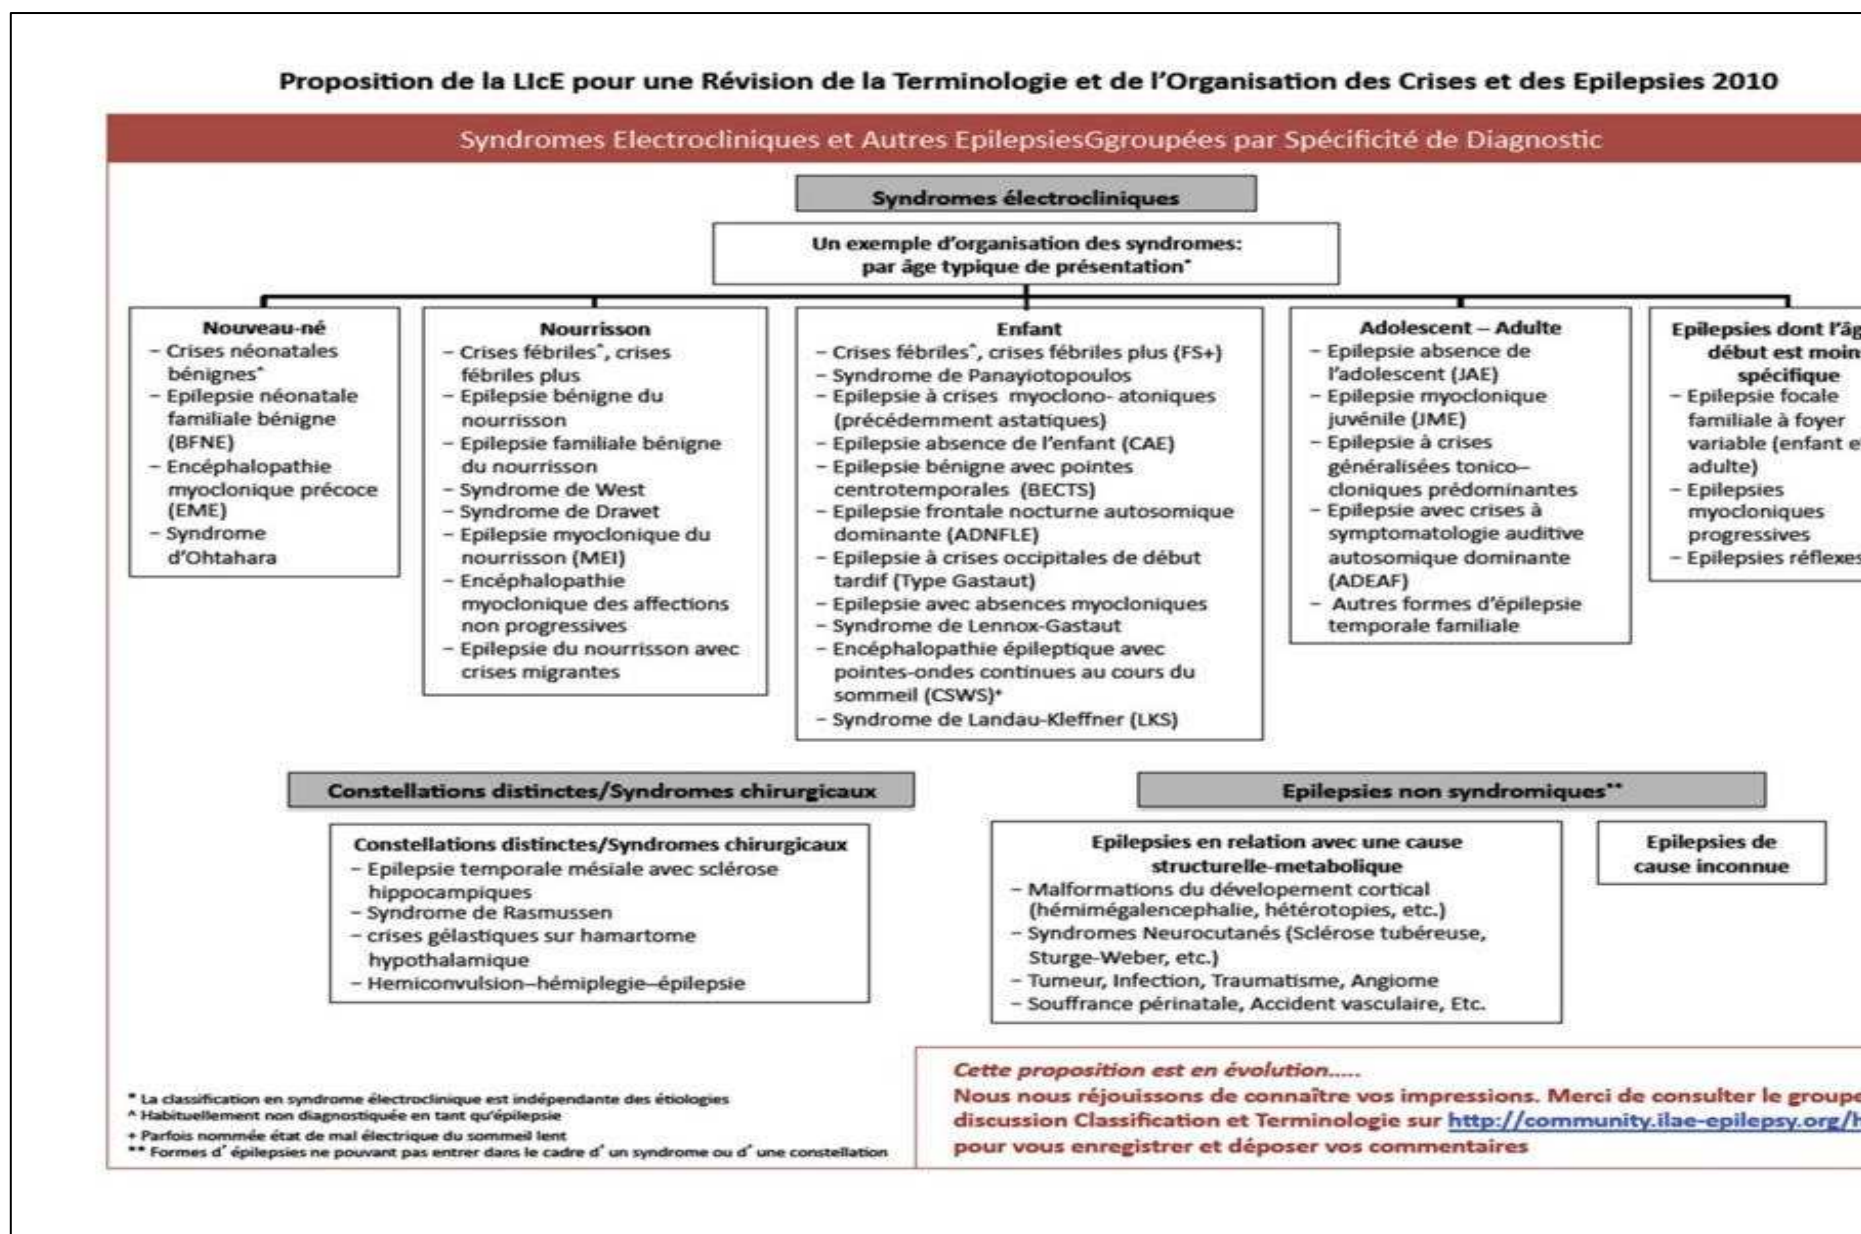 Proposition de la LIcE pour une Révision de la Terminologie et de l'Organisation des Crises et des Epilepsies 2010
Syndromes Electrocliniques et Autres EpilepsiesGgroupées par Spécificité de Diagnostic
Syndromes électrocliniques
Un exemple d'organisation des syndromes:
par âge typique de présentation*
Nouveau-né
– Crises néonatales
bénignes^
– Epilepsie néonatale
familiale bénigne
(BFNE)
– Encéphalopathie
myoclonique précoce
(EME)
– Syndrome
d'Ohtahara
Nourrisson
– Crises fébriles^, crises
fébriles plus
– Epilepsie bénigne du
nourrisson
– Epilepsie familiale bénigne
du nourrisson
– Syndrome de West
– Syndrome de Dravet
– Epilepsie myoclonique du
nourrisson (MEI)
– Encéphalopathie
myoclonique des affections
non progressives
– Epilepsie du nourrisson avec
crises migrantes
Enfant
– Crises fébriles^, crises fébriles plus (FS+)
– Syndrome de Panayiotopoulos
– Epilepsie à crises myoclono- atoniques
(précédemment astatiques)
– Epilepsie absence de l'enfant (CAE)
– Epilepsie bénigne avec pointes
centrotemporales (BECTS)
– Epilepsie frontale nocturne autosomique
dominante (ADNFLE)
– Epilepsie à crises occipitales de début
tardif (Type Gastaut)
– Epilepsie avec absences myocloniques
– Syndrome de Lennox-Gastaut
– Encéphalopathie épileptique avec
pointes-ondes continues au cours du
sommeil (CSWS)+
– Syndrome de Landau-Kleffner (LKS)
Adolescent – Adulte
– Epilepsie absence de
l'adolescent (JAE)
– Epilepsie myoclonique
juvénile (JME)
– Epilepsie à crises
généralisées tonico–
cloniques prédominantes
– Epilepsie avec crises à
symptomatologie auditive
autosomique dominante
(ADEAF)
– Autres formes d'épilepsie
temporale familiale
Epilepsies dont l'âg
début est moin
spécifique
– Epilepsie focale
familiale à foyer
variable (enfant e
adulte)
– Epilepsies
myocloniques
progressives
– Epilepsies réflexes
Constellations distinctes/Syndromes chirurgicaux
Constellations distinctes/Syndromes chirurgicaux
– Epilepsie temporale mésiale avec sclérose
hippocampiques
– Syndrome de Rasmussen
– crises gélastiques sur hamartome
hypothalamique
– Hemiconvulsion–hémiplegie–épilepsie
Epilepsies non syndromiques**
Epilepsies en relation avec une cause
structurelle-metabolique
– Malformations du dévelopement cortical
(hémimégalencephalie, hétérotopies, etc.)
– Syndromes Neurocutanés (Sclérose tubéreuse,
Sturge-Weber, etc.)
– Tumeur, Infection, Traumatisme, Angiome
– Souffrance périnatale, Accident vasculaire, Etc.
Epilepsies de
cause inconnue
* La classification en syndrome électroclinique est indépendante des étiologies
^ Habituellement non diagnostiquée en tant qu'épilepsie
+ Parfois nommée état de mal électrique du sommeil lent
** Formes d' épilepsies ne pouvant pas entrer dans le cadre d' un syndrome ou d' une constellation
Cette proposition est en évolution.....
Nous nous réjouissons de connaître vos impressions. Merci de consulter le groupe
discussion Classification et Terminologie sur http://community.ilae-epilepsy.org/h
pour vous enregistrer et déposer vos commentaires